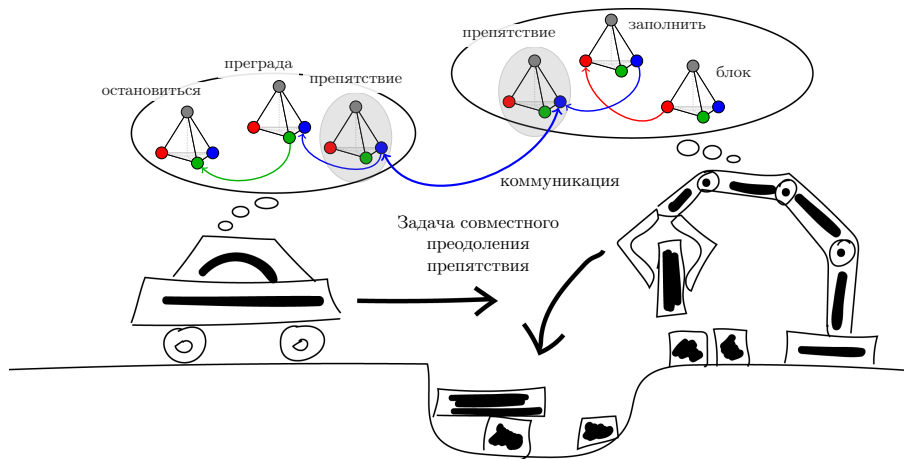 препятствие
заполнить
преграда
блок
остановиться
препятствие
коммуникация
Задача совместного
преодоления
препятствия